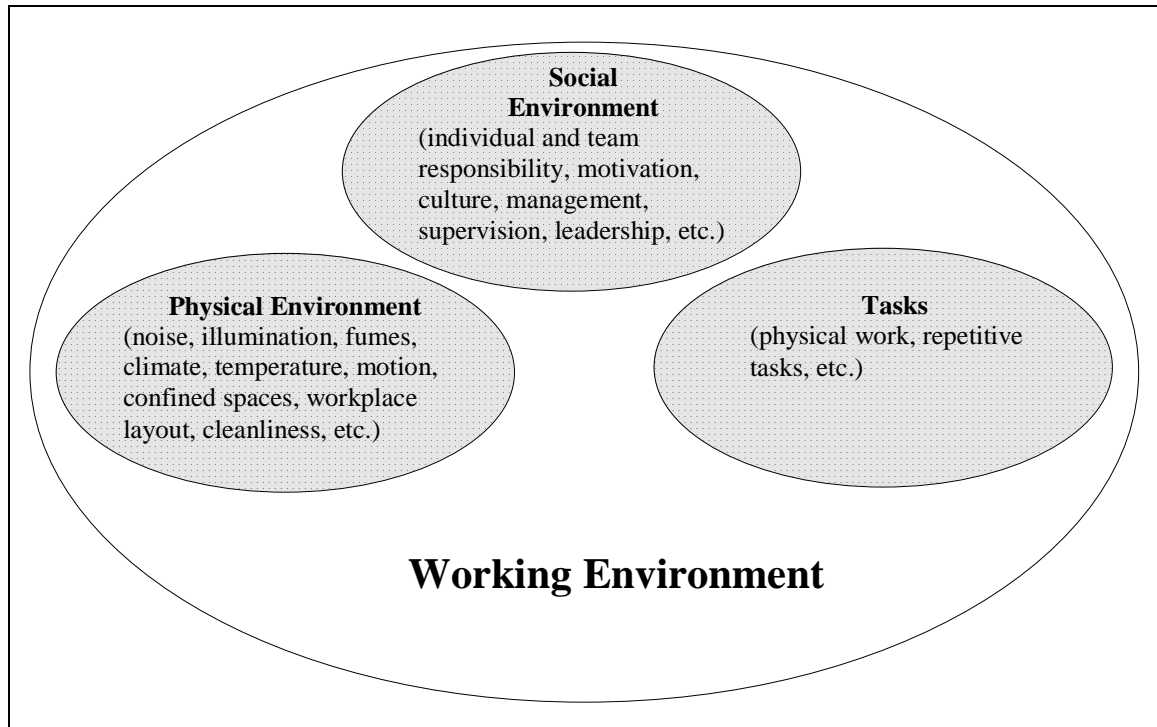 Social
Environment
(individual and team
responsibility, motivation,
culture, management,
supervision, leadership, etc.)
Physical Environment
(noise, illumination, fumes,
climate, temperature, motion,
confined spaces, workplace
layout, cleanliness, etc.)
Tasks
(physical work, repetitive
tasks, etc.)
Working Environment